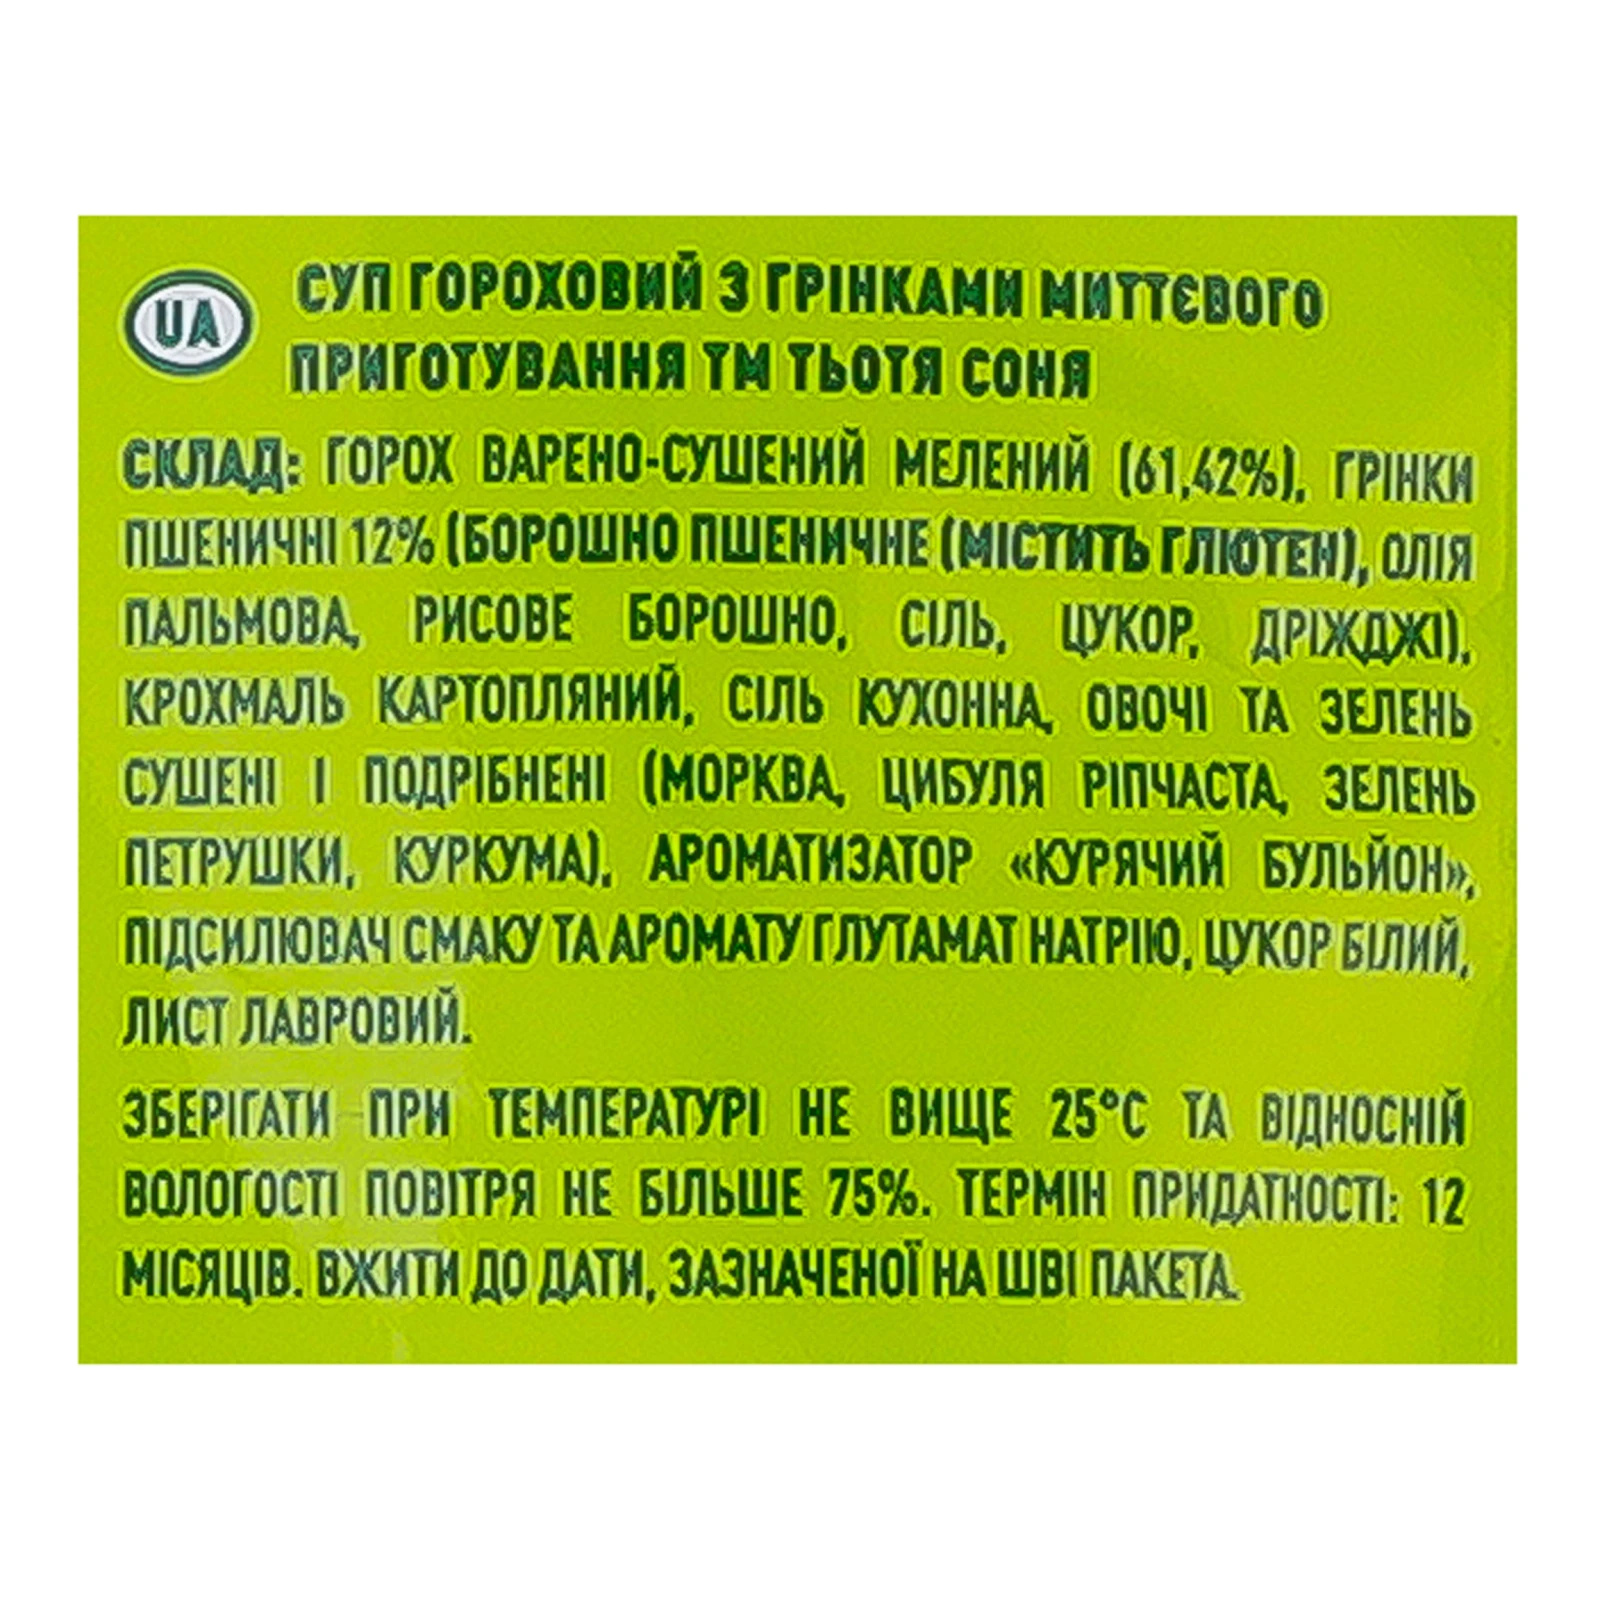 UA
СУП ГОРОХОВИЙ З ГРІНКАМИ МИТТЄВОГО
ПРИГОТУВАННЯ ТМ ТЬОТЯ СОНЯ
СКЛАД: ГОРОХ ВАРЕНО-СУШЕНИЙ МЕЛЕНИЙ (61,42%), ГРІНКИ
ПШЕНИЧНІ 12% (БОРОШНО ПШЕНИЧНЕ (МІСТИТЬ ГЛЮТЕН), ОЛІЯ
ПАЛЬМОВА, РИСОВЕ БОРОШНО, СІЛЬ, ЦУКОР, ДРІЖДЖІ),
КРОХМАЛЬ КАРТОПЛЯНИЙ, СІЛЬ КУХОННА, ОВОЧІ ТА ЗЕЛЕНЬ
СУШЕНІ І ПОДРІБНЕНІ (МОРКВА, ЦИБУЛЯ РІПЧАСТА, ЗЕЛЕНЬ
ПЕТРУШКИ, КУРКУМА), АРОМАТИЗАТОР «КУРЯЧИЙ БУЛЬЙОН»,
ПІДСИЛЮВАЧ СМАКУ ТА АРОМАТУ ГЛУТАМАТ НАТРІЮ, ЦУКОР БІЛИЙ,
ЛИСТ ЛАВРОВИЙ.
ЗБЕРІГАТИ ПРИ ТЕМПЕРАТУРІ НЕ ВИЩЕ 25°С ТА ВІДНОСНІЙ
ВОЛОГОСТІ ПОВІТРЯ НЕ БІЛЬШЕ 75%. ТЕРМІН ПРИДАТНОСТІ: 12
МІСЯЦІВ. ВЖИТИ ДО ДАТИ, ЗАЗНАЧЕНОЇ НА ШВІ ПАКЕТА.